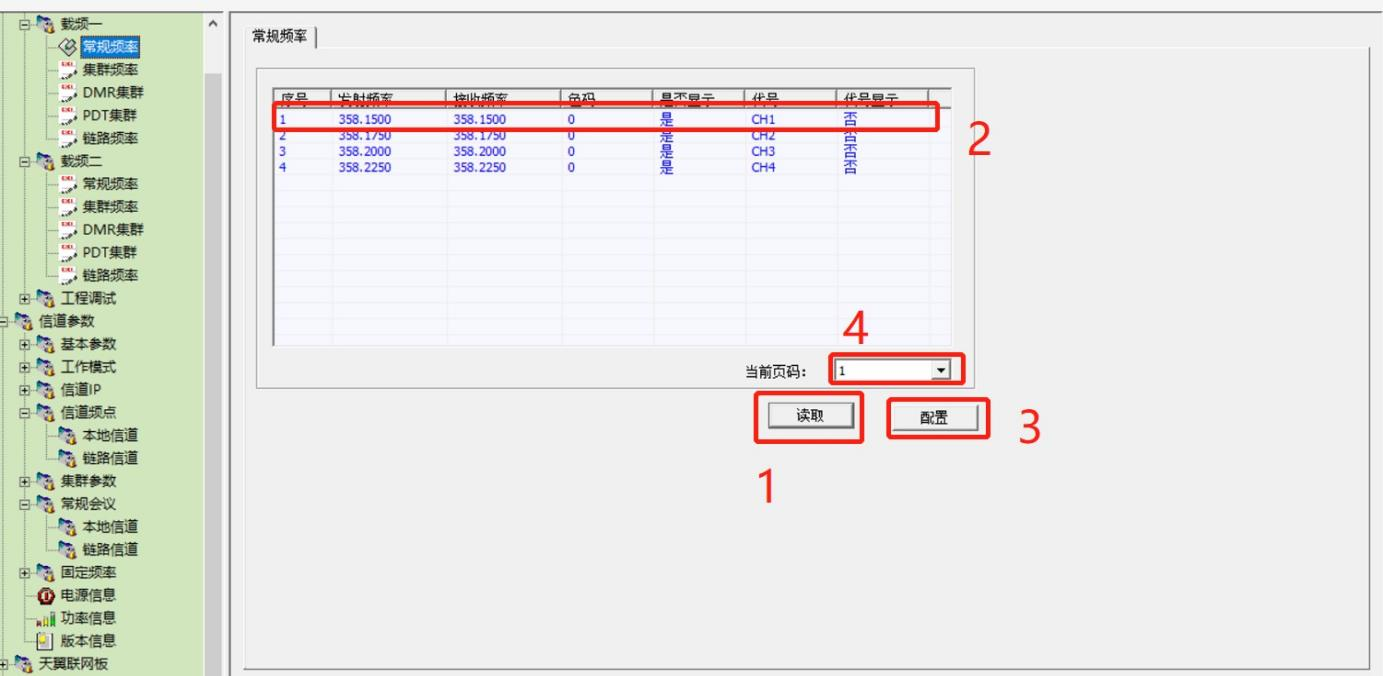 载频一
常规频率
集群频率
DMR集群
PDT集群
链路频率
载频二
常规频率
集群频率
DMR集群
PDT集群
链路频率
工程调试
信道参数
基本参数
工作模式
信道IP
信道频点
本地信道
链路信道
集群参数
常规会议
本地信道
链路信道
固定频率
电源信息
功率信息
版本信息
天翼联网板
常规频率
序号 发射频率 接收频率 色码 是否显示 代号 代号显示
1 358.1500 358.1500 0 是 CH1 否
2 358.1750 358.1750 0 是 CH2 否
3 358.2000 358.2000 0 是 CH3 否
4 358.2250 358.2250 0 是 CH4 否
2
4
当前页码： 1
读取 配置
3
1